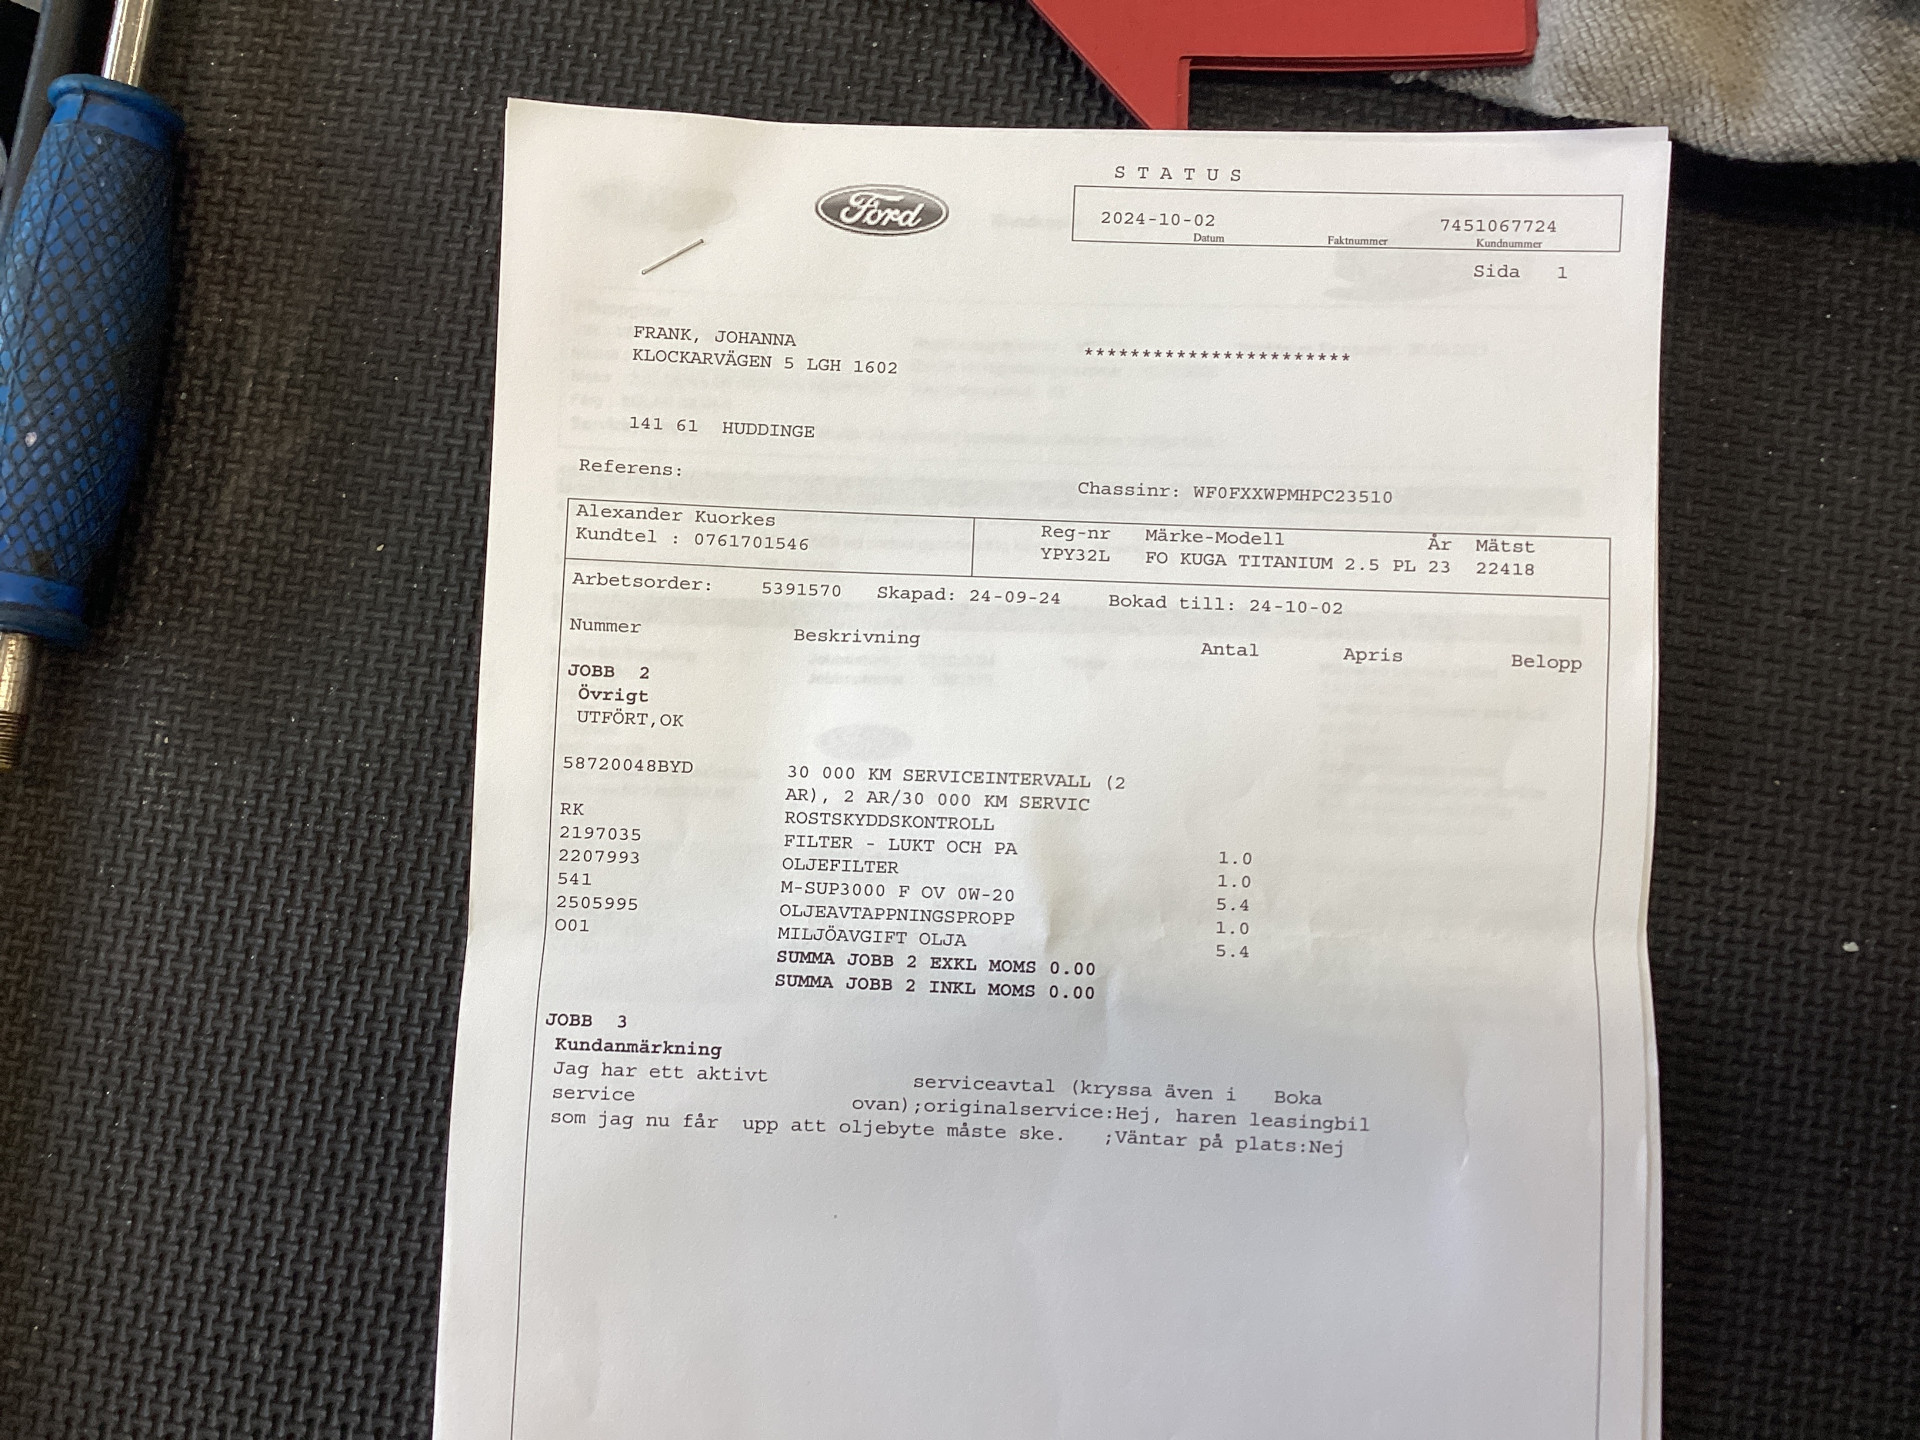 STATUS
Ford
2024-10-02 7451067724
Datum Faktnummer Kundnummer
Sida 1
FRANK, JOHANNA
KLOCKARVÄGEN 5 LGH 1602
***********************
141 61 HUDDINGE
Referens:
Chassinr: WF0FXXWPMHPC23510
Alexander Kuorkes
Kundtel : 0761701546
Reg-nr Märke-Modell År Mätst
YPY32L FO KUGA TITANIUM 2.5 PL 23 22418
Arbetsorder: 5391570 Skapad: 24-09-24 Bokad till: 24-10-02
Nummer Beskrivning Antal Apris Belopp
JOBB 2
Övrigt
UTFÖRT,OK
58720048BYD 30 000 KM SERVICEINTERVALL (2
AR), 2 AR/30 000 KM SERVIC
RK ROSTSKYDDSKONTROLL
2197035 FILTER - LUKT OCH PA 1.0
2207993 OLJEFILTER 1.0
541 M-SUP3000 F OV 0W-20 5.4
2505995 OLJEAVTAPPNINGSPROPP 1.0
O01 MILJÖAVGIFT OLJA 5.4
SUMMA JOBB 2 EXKL MOMS 0.00
SUMMA JOBB 2 INKL MOMS 0.00
JOBB 3
Kundanmärkning
Jag har ett aktivt serviceavtal (kryssa även i Boka
service ovan);originalservice:Hej, haren leasingbil
som jag nu får upp att oljebyte måste ske. ;Väntar på plats:Nej